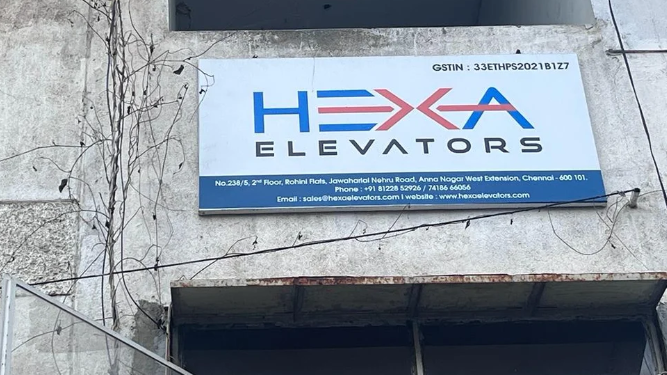 GSTIN : 33ETHPS2021B1Z7
HEXA
ELEVATORS
No.238/5, 2nd Floor, Rohini Flats, Jawaharlal Nehru Road, Anna Nagar West Extension, Chennai - 600 101.
Phone : +91 81228 52926 / 74186 66056
Email : sales@hexaelevators.com I website : www.hexaelevators.com